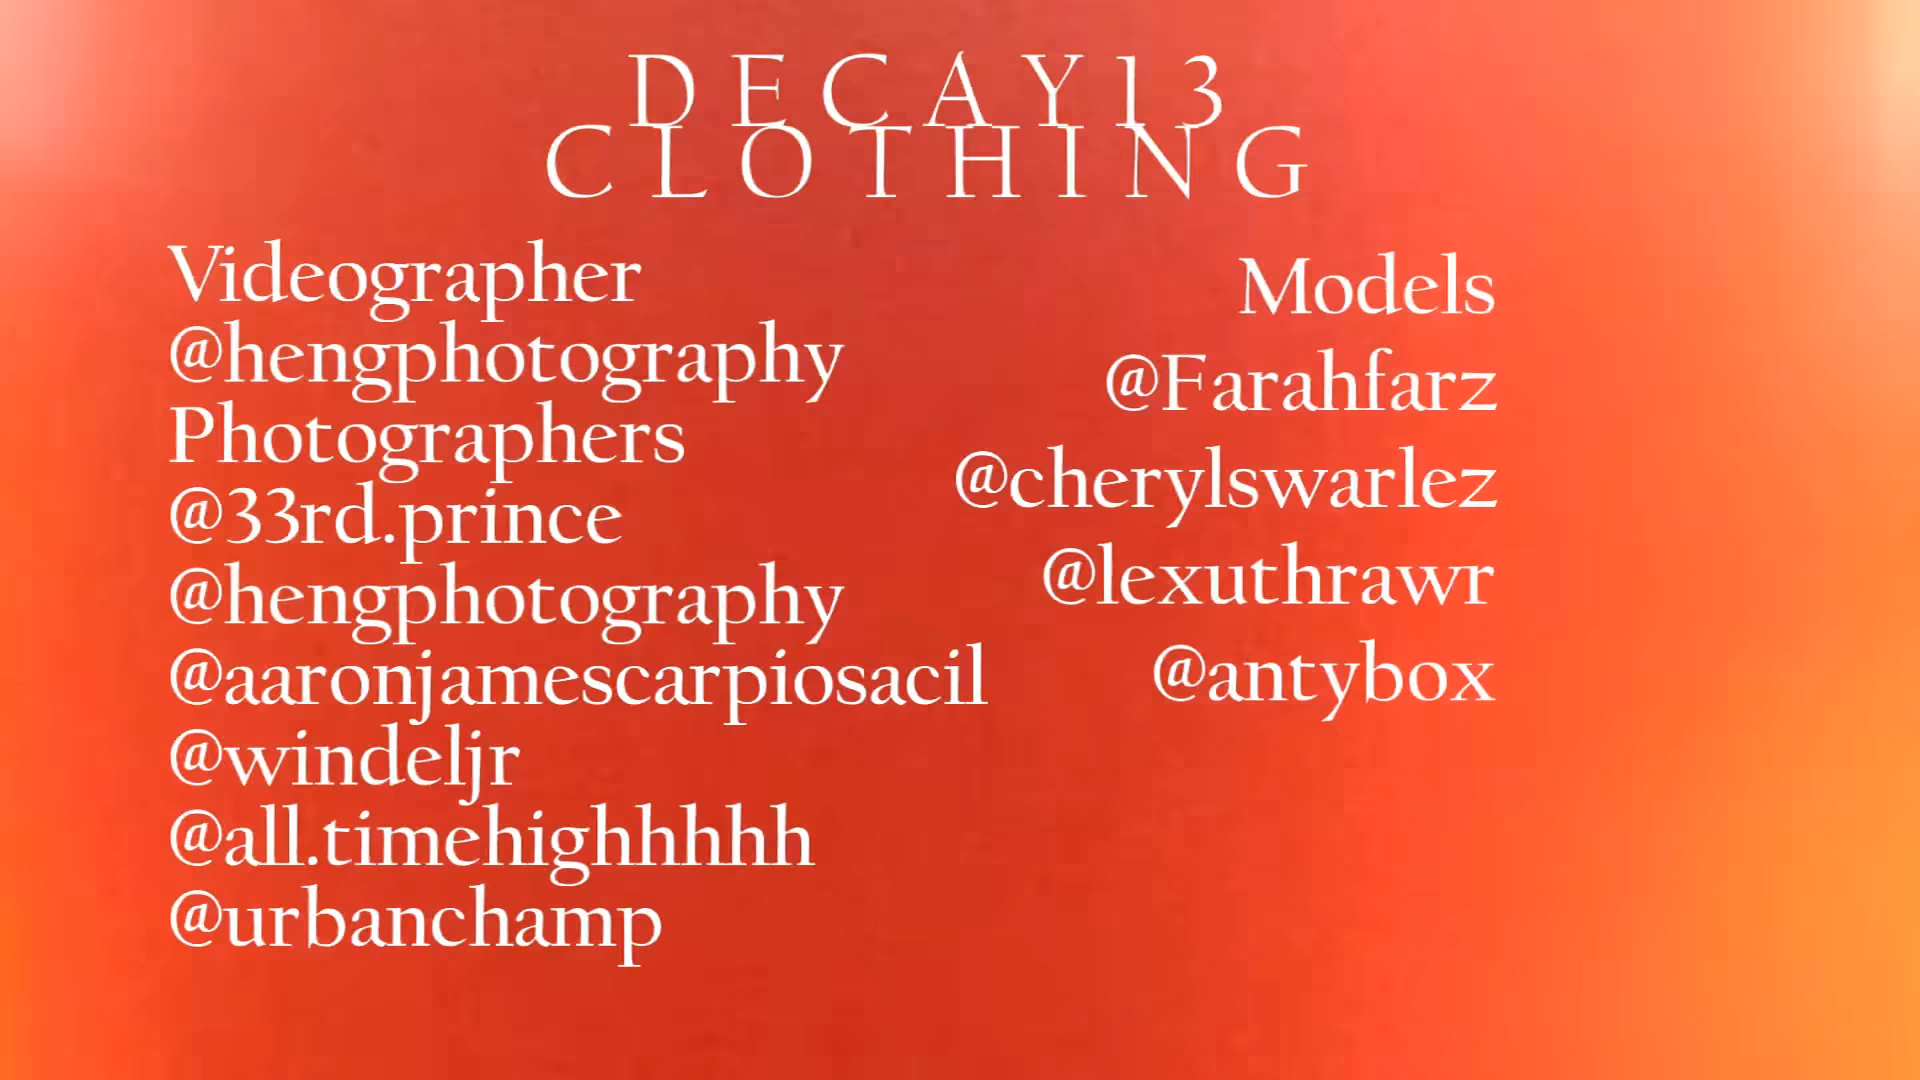 DECAY13
CLOTHING
Videographer
@hengphotography
Photographers
@33rd.prince
@hengphotography
@aaronjamescarpiosacil
@windeljr
@all.timehighhhhh
@urbanchamp
Models
@Farahfarz
@cherylswarlez
@lexuthrawr
@antybox